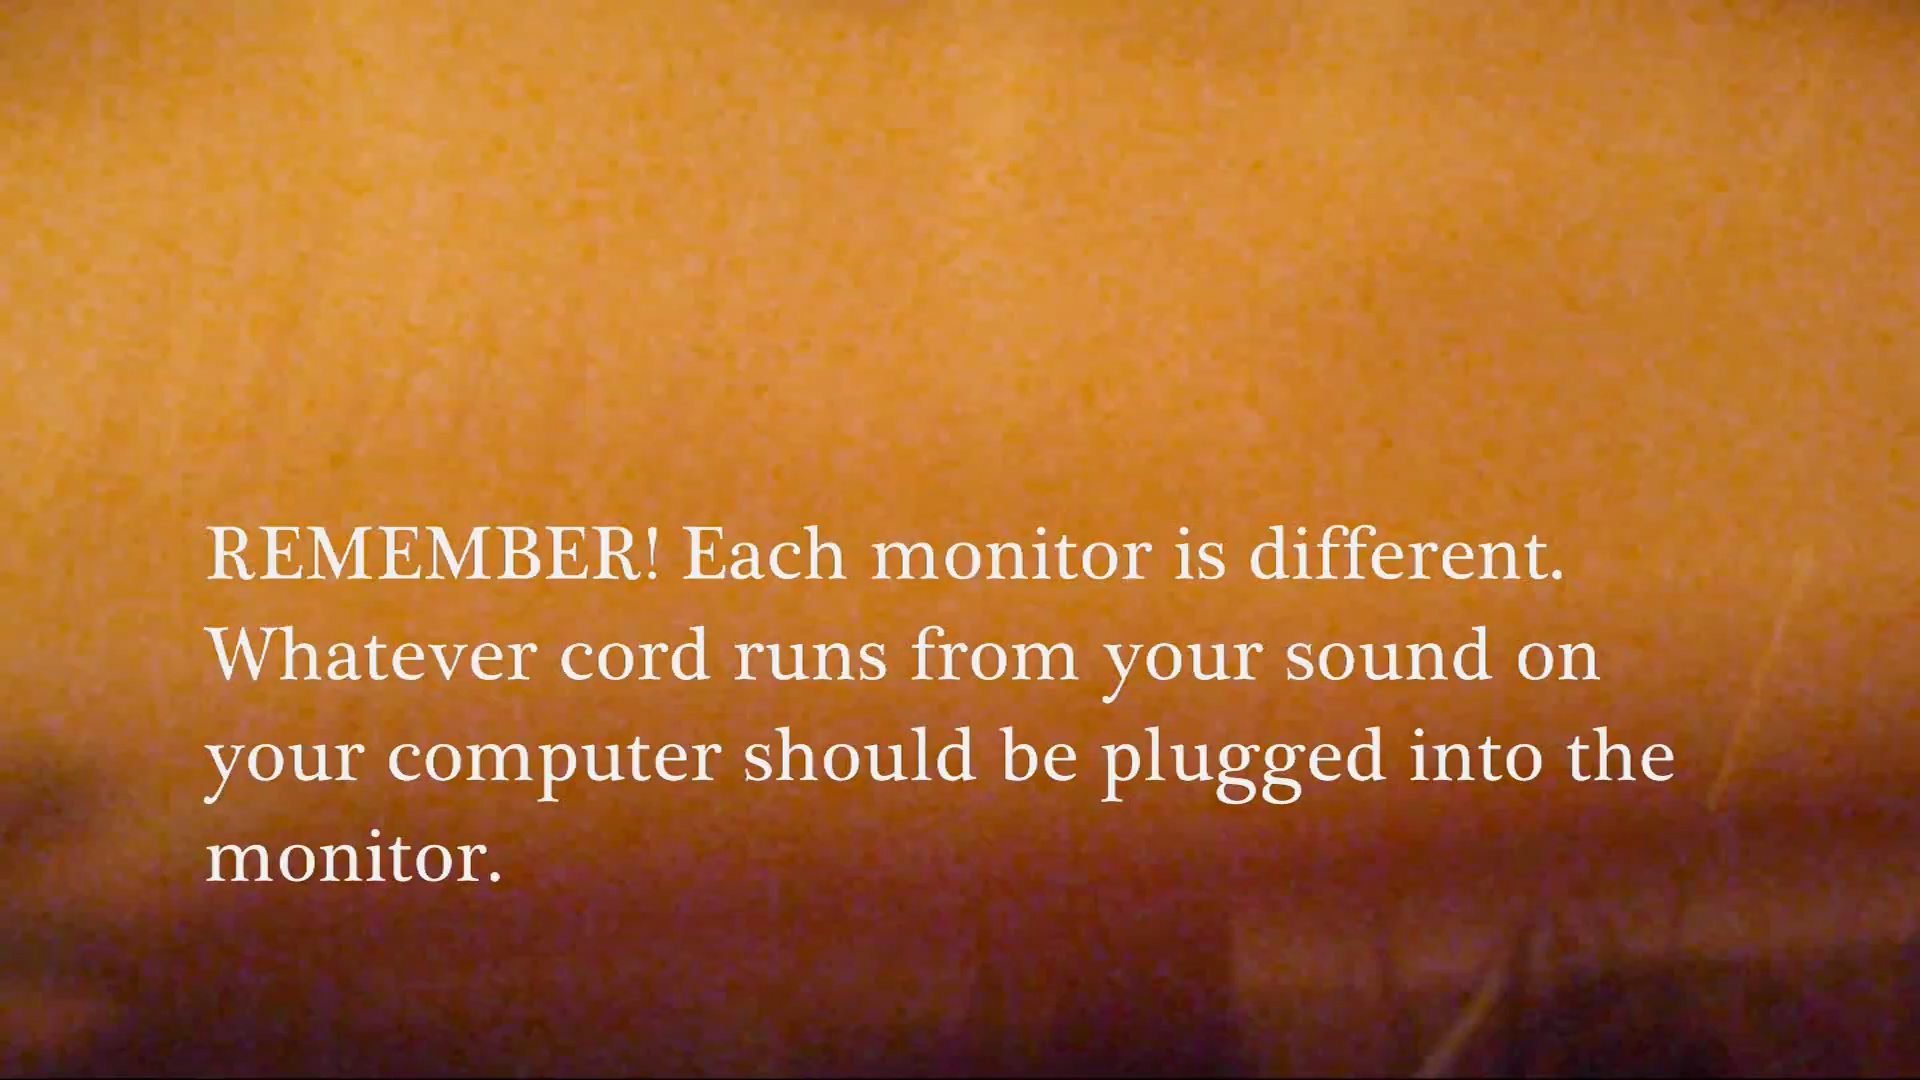 REMEMBER! Each monitor is different.
Whatever cord runs from your sound on
your computer should be plugged into the
monitor.